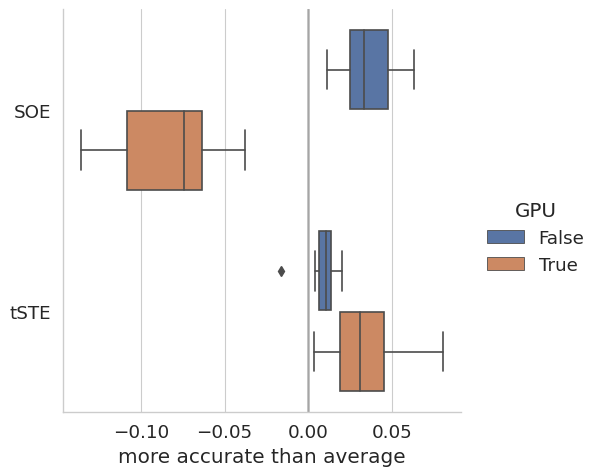 SOE
tSTE
GPU
False
True
−0.10 −0.05 0.00 0.05
more accurate than average